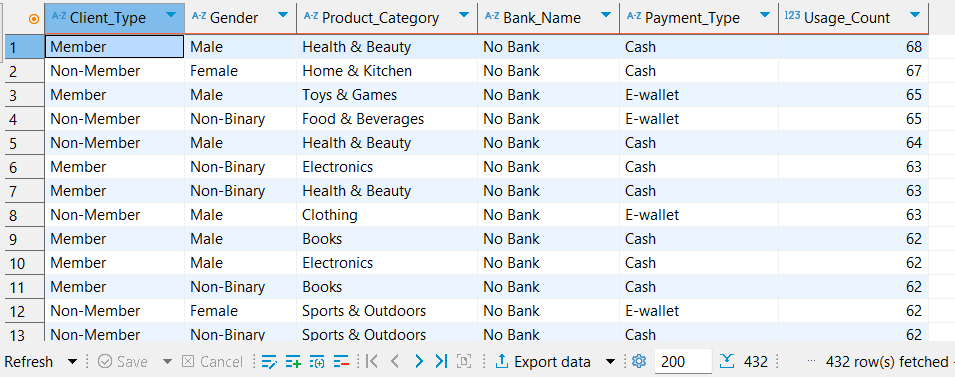 A-Z Client_Type A-Z Gender A-Z Product_Category A-Z Bank_Name A-Z Payment_Type 123 Usage_Count
1 Member Male Health & Beauty No Bank Cash 68
2 Non-Member Female Home & Kitchen No Bank Cash 67
3 Member Male Toys & Games No Bank E-wallet 65
4 Non-Member Non-Binary Food & Beverages No Bank E-wallet 65
5 Non-Member Male Health & Beauty No Bank Cash 64
6 Member Non-Binary Electronics No Bank Cash 63
7 Member Non-Binary Health & Beauty No Bank Cash 63
8 Non-Member Male Clothing No Bank E-wallet 63
9 Member Male Books No Bank Cash 62
10 Member Male Electronics No Bank Cash 62
11 Member Non-Binary Books No Bank Cash 62
12 Non-Member Female Sports & Outdoors No Bank E-wallet 62
13 Non-Member Non-Binary Sports & Outdoors No Bank Cash 62
Refresh Save Cancel Export data 200 432 432 row(s) fetched -